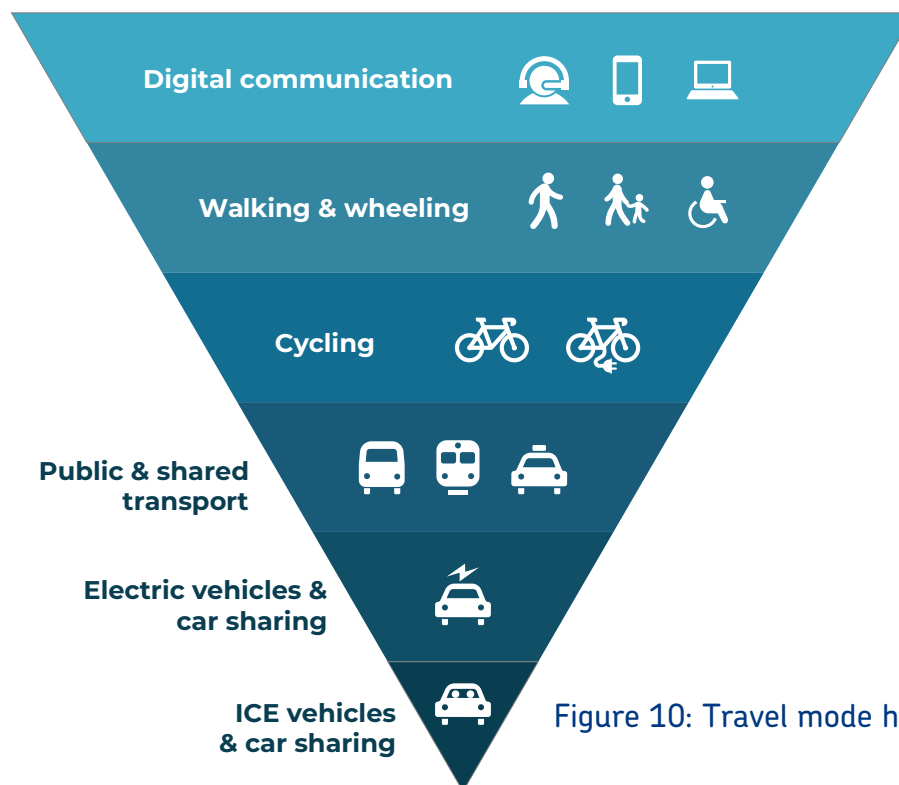 Digital communication
Walking & wheeling
Cycling
Public & shared
transport
Electric vehicles &
car sharing
ICE vehicles
& car sharing
Figure 10: Travel mode h